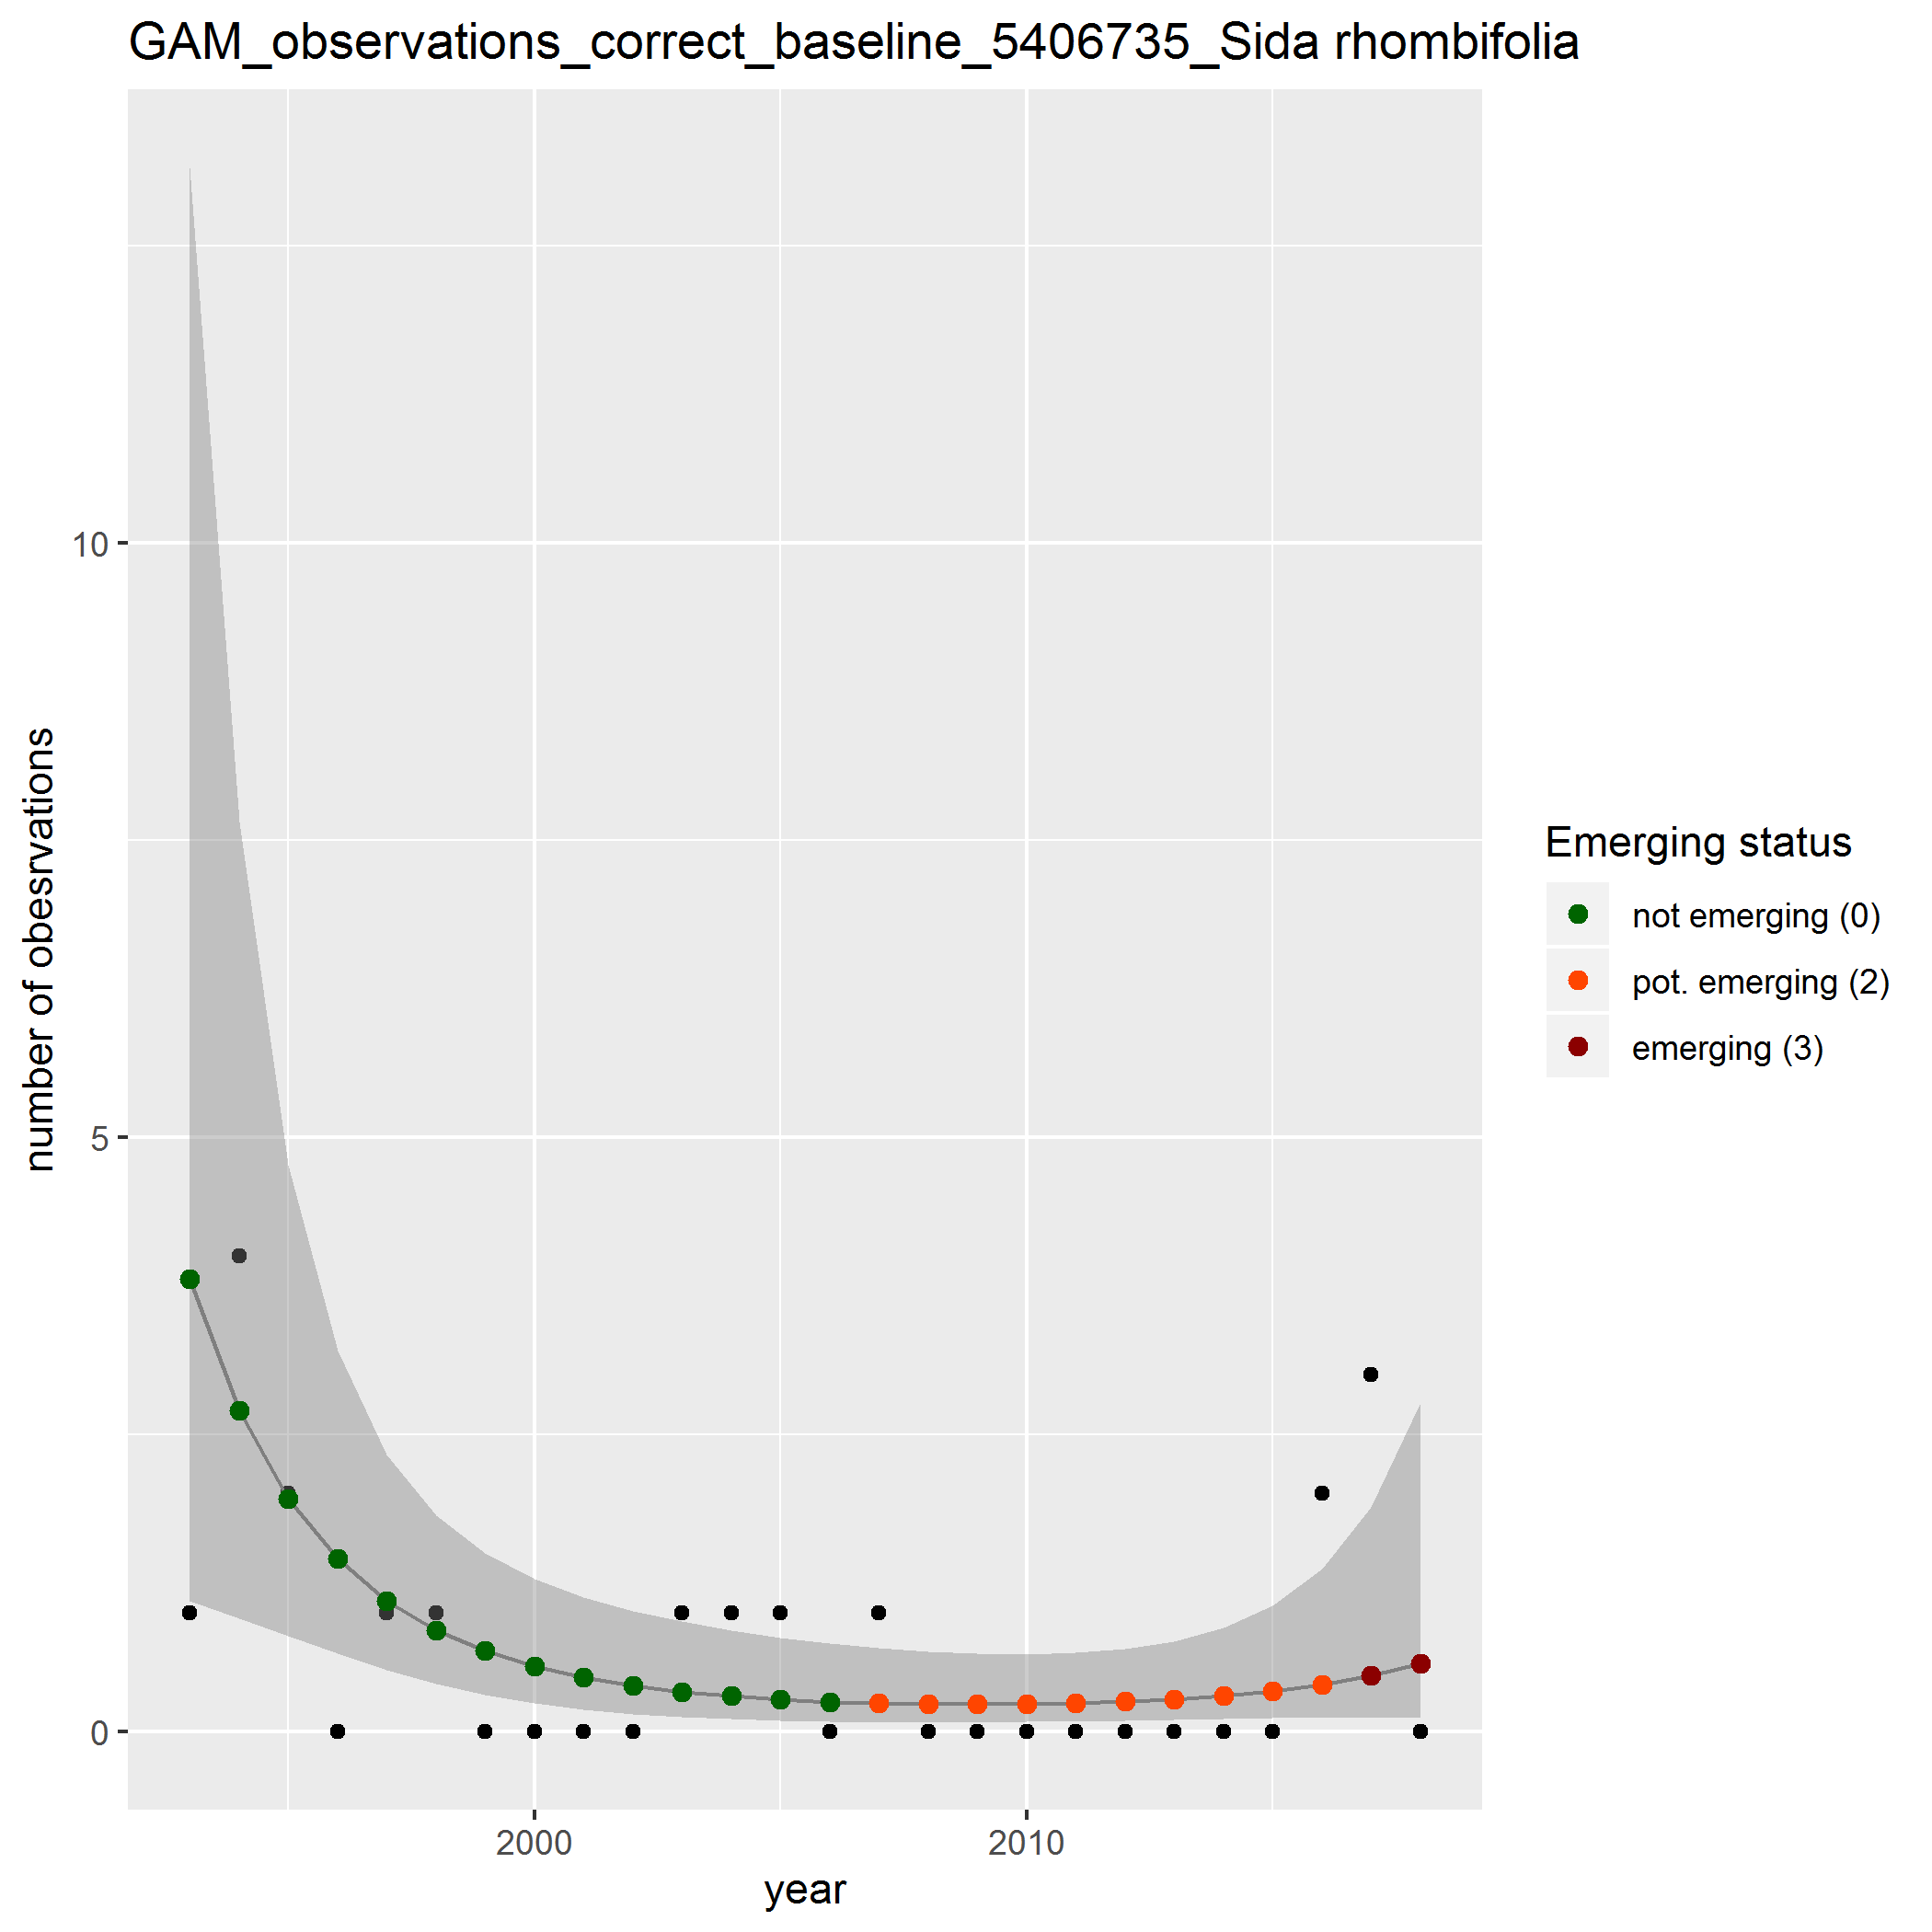 GAM_observations_correct_baseline_5406735_Sida rhombifolia
number of obesrvations
10
5
0
2000
2010
year
Emerging status
not emerging (0)
pot. emerging (2)
emerging (3)